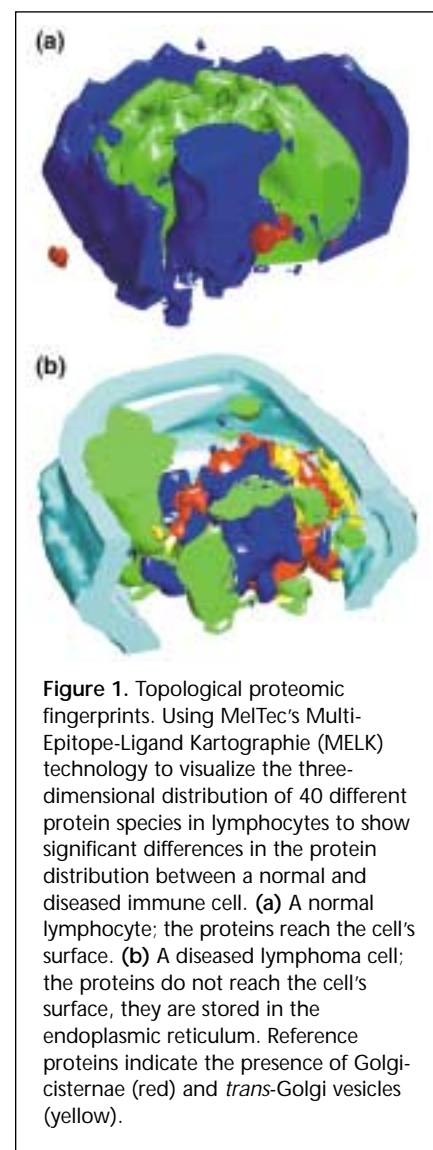 (a)
(b)
Figure 1. Topological proteomic
fingerprints. Using MelTec's Multi-
Epitope-Ligand Kartographie (MELK)
technology to visualize the three-
dimensional distribution of 40 different
protein species in lymphocytes to show
significant differences in the protein
distribution between a normal and
diseased immune cell. (a) A normal
lymphocyte; the proteins reach the cell's
surface. (b) A diseased lymphoma cell;
the proteins do not reach the cell's
surface, they are stored in the
endoplasmic reticulum. Reference
proteins indicate the presence of Golgi-
cisternae (red) and trans-Golgi vesicles
(yellow).